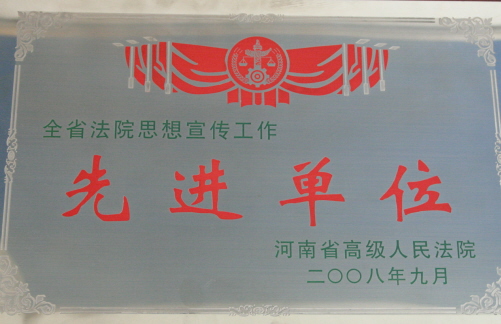 全省法院思想宣传工作
先进单位
河南省高级人民法院
二〇〇八年九月